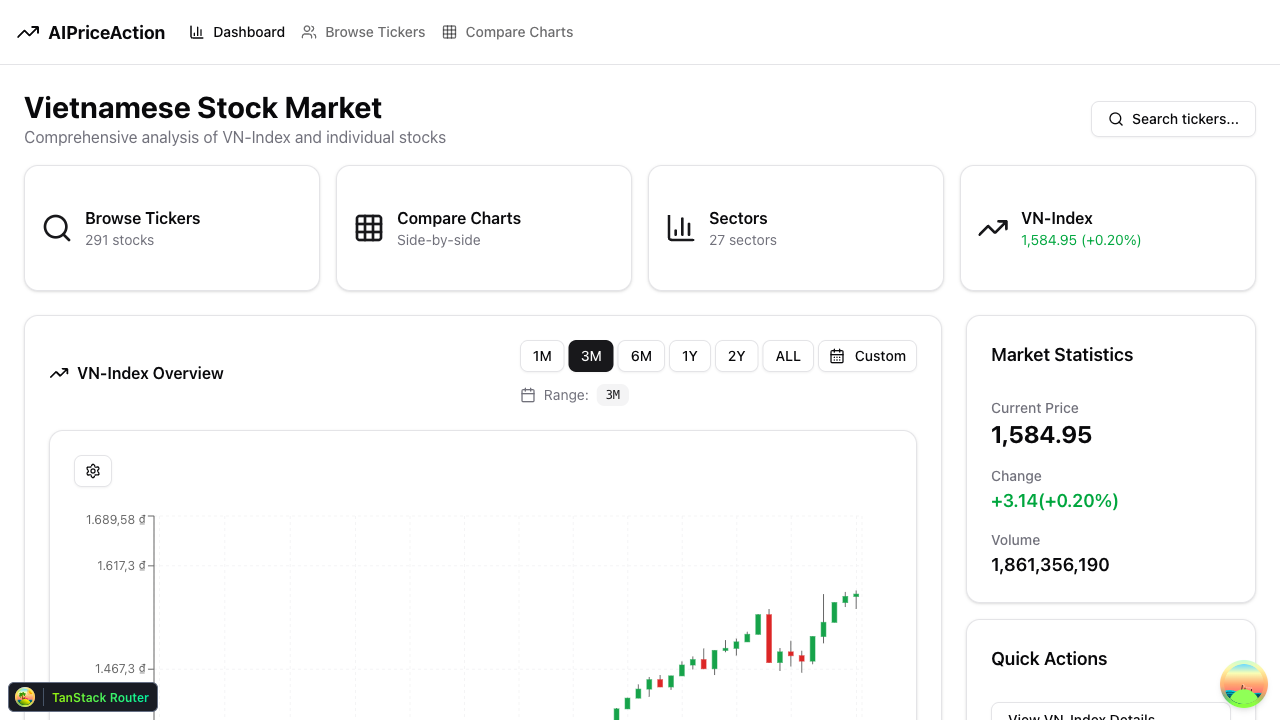 AIPriceAction
Dashboard
Browse Tickers
Compare Charts
Vietnamese Stock Market
Comprehensive analysis of VN-Index and individual stocks
Search tickers...
Browse Tickers
291 stocks
Compare Charts
Side-by-side
Sectors
27 sectors
VN-Index
1,584.95 (+0.20%)
VN-Index Overview
1M
3M
6M
1Y
2Y
ALL
Custom
Range: 3M
1.689,58 ₫
1.617,3 ₫
1.467,3 ₫
Market Statistics
Current Price
1,584.95
Change
+3.14(+0.20%)
Volume
1,861,356,190
Quick Actions
View VN-Index Details
TanStack Router